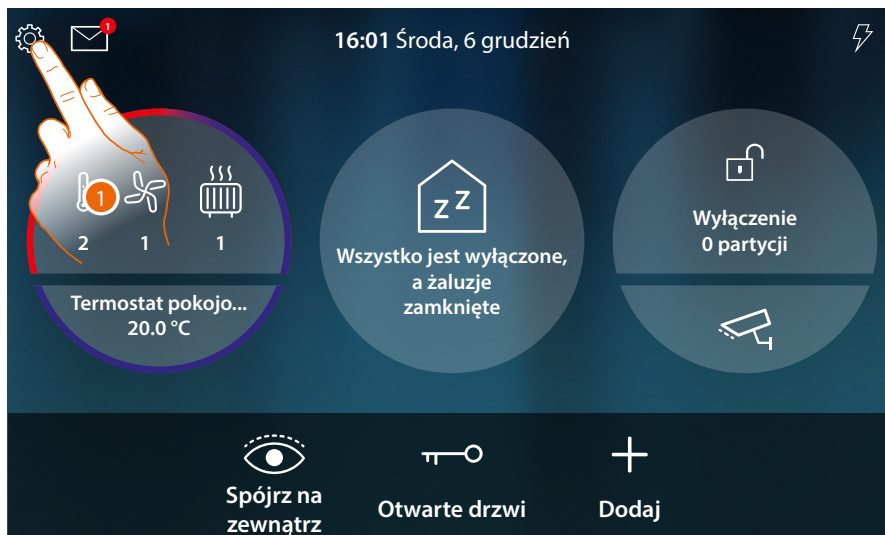 1
16:01 Środa, 6 grudzień
1
2 1 1
Termostat pokojo...
20.0 °C
z Z
Wszystko jest wyłączone,
a żaluzje
zamknięte
Wyłączenie
0 partycji
Spójrz na
zewnątrz
Otwarte drzwi
Dodaj